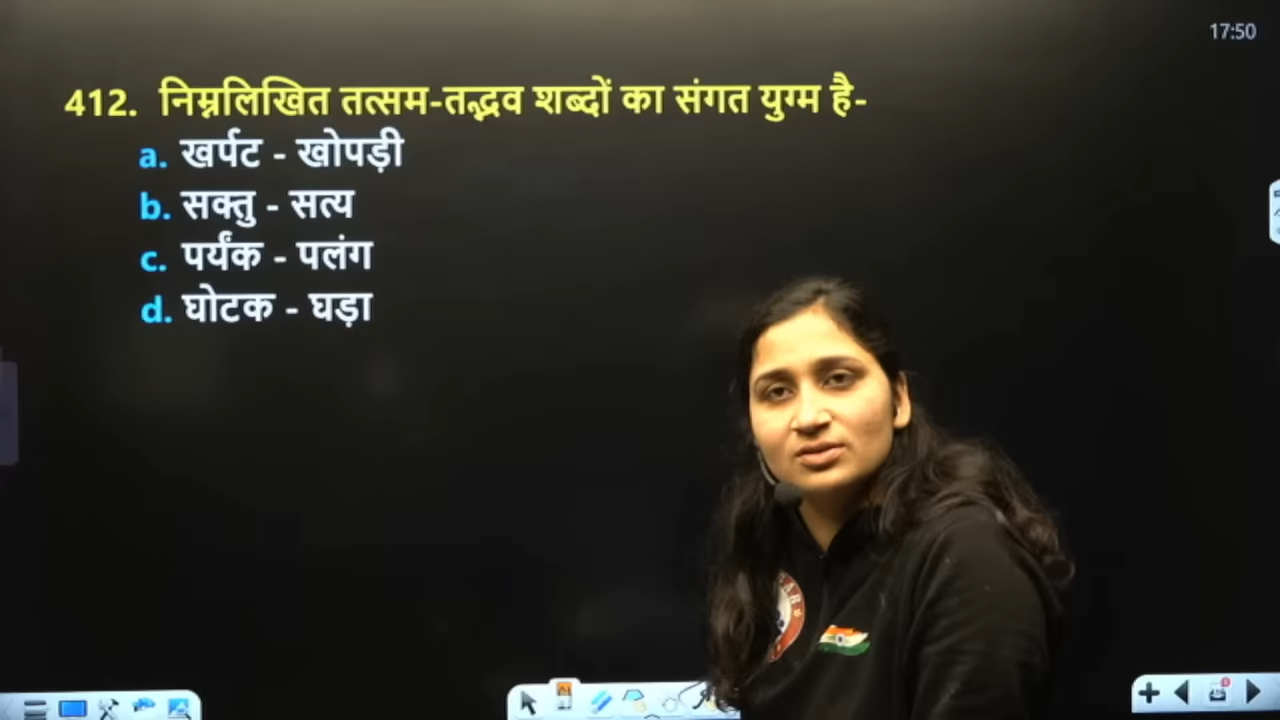 17:50
412. निम्नलिखित तत्सम-तद्भव शब्दों का संगत युग्म है-
a. खर्पट - खोपड़ी
b. सक्तु - सत्य
c. पर्यंक - पलंग
d. घोटक - घड़ा